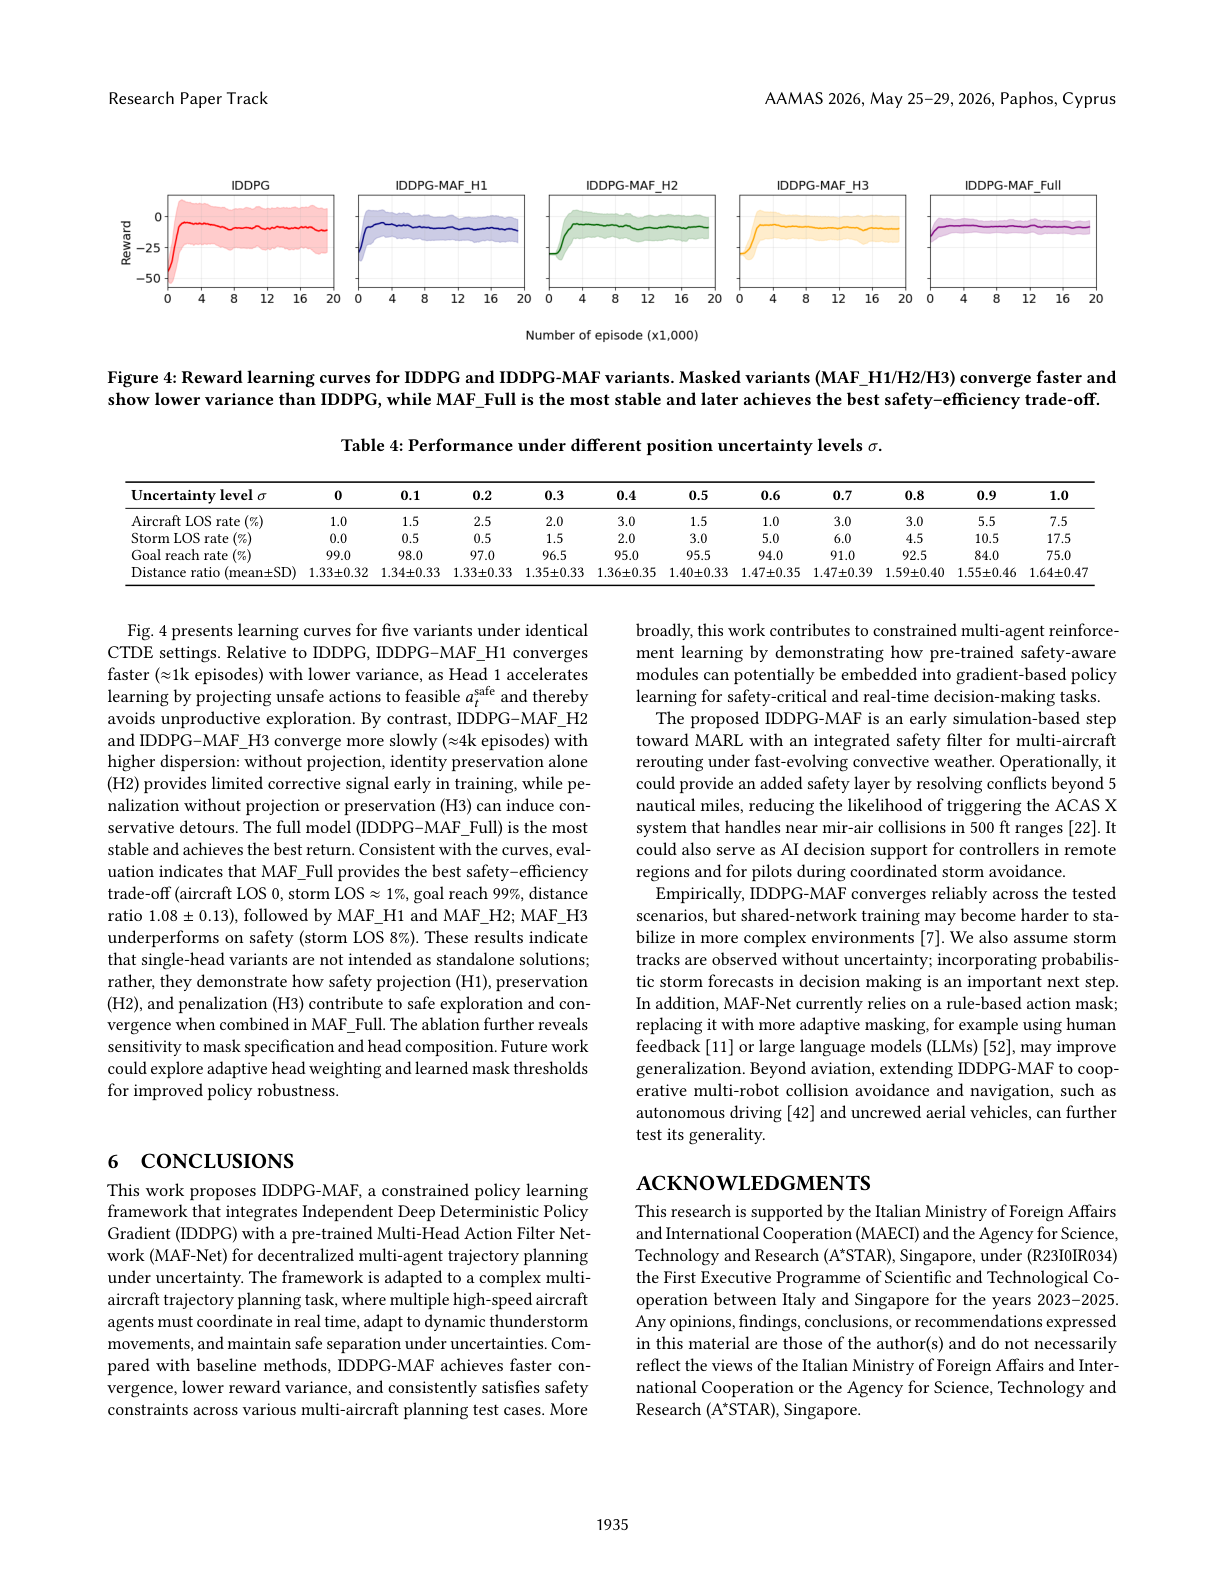 Research Paper Track
AAMAS 2026, May 25–29, 2026, Paphos, Cyprus
IDDPG
IDDPG-MAF_H1
IDDPG-MAF_H2
IDDPG-MAF_H3
IDDPG-MAF_Full
Reward
0
−25
−50
0 4 8 12 16 20
0 4 8 12 16 20
0 4 8 12 16 20
0 4 8 12 16 20
0 4 8 12 16 20
Number of episode (x1,000)
Figure 4: Reward learning curves for IDDPG and IDDPG-MAF variants. Masked variants (MAF_H1/H2/H3) converge faster and
show lower variance than IDDPG, while MAF_Full is the most stable and later achieves the best safety–efficiency trade-off.
Table 4: Performance under different position uncertainty levels σ.
Uncertainty level σ 0 0.1 0.2 0.3 0.4 0.5 0.6 0.7 0.8 0.9 1.0
Aircraft LOS rate (%) 1.0 1.5 2.5 2.0 3.0 1.5 1.0 3.0 3.0 5.5 7.5
Storm LOS rate (%) 0.0 0.5 0.5 1.5 2.0 3.0 5.0 6.0 4.5 10.5 17.5
Goal reach rate (%) 99.0 98.0 97.0 96.5 95.0 95.5 94.0 91.0 92.5 84.0 75.0
Distance ratio (mean±SD) 1.33±0.32 1.34±0.33 1.33±0.33 1.35±0.33 1.36±0.35 1.40±0.33 1.47±0.35 1.47±0.39 1.59±0.40 1.55±0.46 1.64±0.47
Fig. 4 presents learning curves for five variants under identical
CTDE settings. Relative to IDDPG, IDDPG–MAF_H1 converges
faster (≈1k episodes) with lower variance, as Head 1 accelerates
learning by projecting unsafe actions to feasible a_t^safe and thereby
avoids unproductive exploration. By contrast, IDDPG–MAF_H2
and IDDPG–MAF_H3 converge more slowly (≈4k episodes) with
higher dispersion: without projection, identity preservation alone
(H2) provides limited corrective signal early in training, while pe-
nalization without projection or preservation (H3) can induce con-
servative detours. The full model (IDDPG–MAF_Full) is the most
stable and achieves the best return. Consistent with the curves, eval-
uation indicates that MAF_Full provides the best safety–efficiency
trade-off (aircraft LOS 0, storm LOS ≈ 1%, goal reach 99%, distance
ratio 1.08 ± 0.13), followed by MAF_H1 and MAF_H2; MAF_H3
underperforms on safety (storm LOS 8%). These results indicate
that single-head variants are not intended as standalone solutions;
rather, they demonstrate how safety projection (H1), preservation
(H2), and penalization (H3) contribute to safe exploration and con-
vergence when combined in MAF_Full. The ablation further reveals
sensitivity to mask specification and head composition. Future work
could explore adaptive head weighting and learned mask thresholds
for improved policy robustness.
6 CONCLUSIONS
This work proposes IDDPG-MAF, a constrained policy learning
framework that integrates Independent Deep Deterministic Policy
Gradient (IDDPG) with a pre-trained Multi-Head Action Filter Net-
work (MAF-Net) for decentralized multi-agent trajectory planning
under uncertainty. The framework is adapted to a complex multi-
aircraft trajectory planning task, where multiple high-speed aircraft
agents must coordinate in real time, adapt to dynamic thunderstorm
movements, and maintain safe separation under uncertainties. Com-
pared with baseline methods, IDDPG-MAF achieves faster con-
vergence, lower reward variance, and consistently satisfies safety
constraints across various multi-aircraft planning test cases. More
broadly, this work contributes to constrained multi-agent reinforce-
ment learning by demonstrating how pre-trained safety-aware
modules can potentially be embedded into gradient-based policy
learning for safety-critical and real-time decision-making tasks.
The proposed IDDPG-MAF is an early simulation-based step
toward MARL with an integrated safety filter for multi-aircraft
rerouting under fast-evolving convective weather. Operationally, it
could provide an added safety layer by resolving conflicts beyond 5
nautical miles, reducing the likelihood of triggering the ACAS X
system that handles near mir-air collisions in 500 ft ranges [22]. It
could also serve as AI decision support for controllers in remote
regions and for pilots during coordinated storm avoidance.
Empirically, IDDPG-MAF converges reliably across the tested
scenarios, but shared-network training may become harder to sta-
bilize in more complex environments [7]. We also assume storm
tracks are observed without uncertainty; incorporating probabilis-
tic storm forecasts in decision making is an important next step.
In addition, MAF-Net currently relies on a rule-based action mask;
replacing it with more adaptive masking, for example using human
feedback [11] or large language models (LLMs) [52], may improve
generalization. Beyond aviation, extending IDDPG-MAF to coop-
erative multi-robot collision avoidance and navigation, such as
autonomous driving [42] and uncrewed aerial vehicles, can further
test its generality.
ACKNOWLEDGMENTS
This research is supported by the Italian Ministry of Foreign Affairs
and International Cooperation (MAECI) and the Agency for Science,
Technology and Research (A*STAR), Singapore, under (R23I0IR034)
the First Executive Programme of Scientific and Technological Co-
operation between Italy and Singapore for the years 2023–2025.
Any opinions, findings, conclusions, or recommendations expressed
in this material are those of the author(s) and do not necessarily
reflect the views of the Italian Ministry of Foreign Affairs and Inter-
national Cooperation or the Agency for Science, Technology and
Research (A*STAR), Singapore.
1935